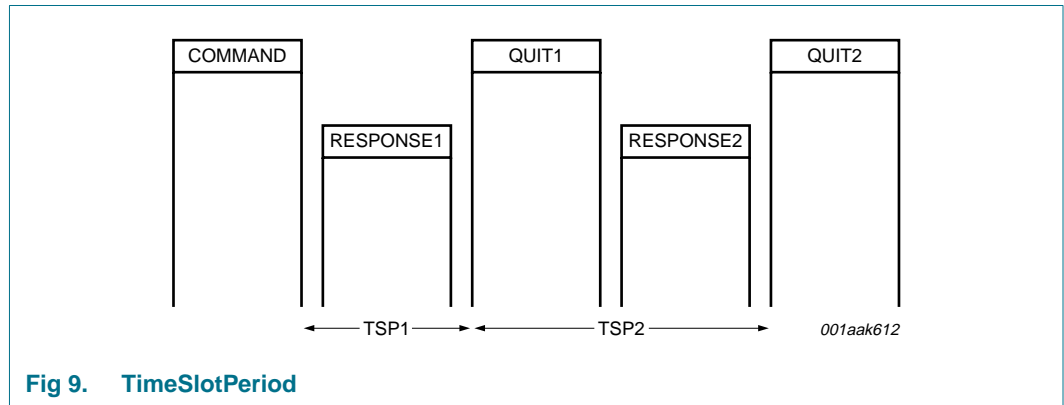 COMMAND QUIT1 QUIT2
RESPONSE1 RESPONSE2
TSP1 TSP2 001aak612
Fig 9. TimeSlotPeriod